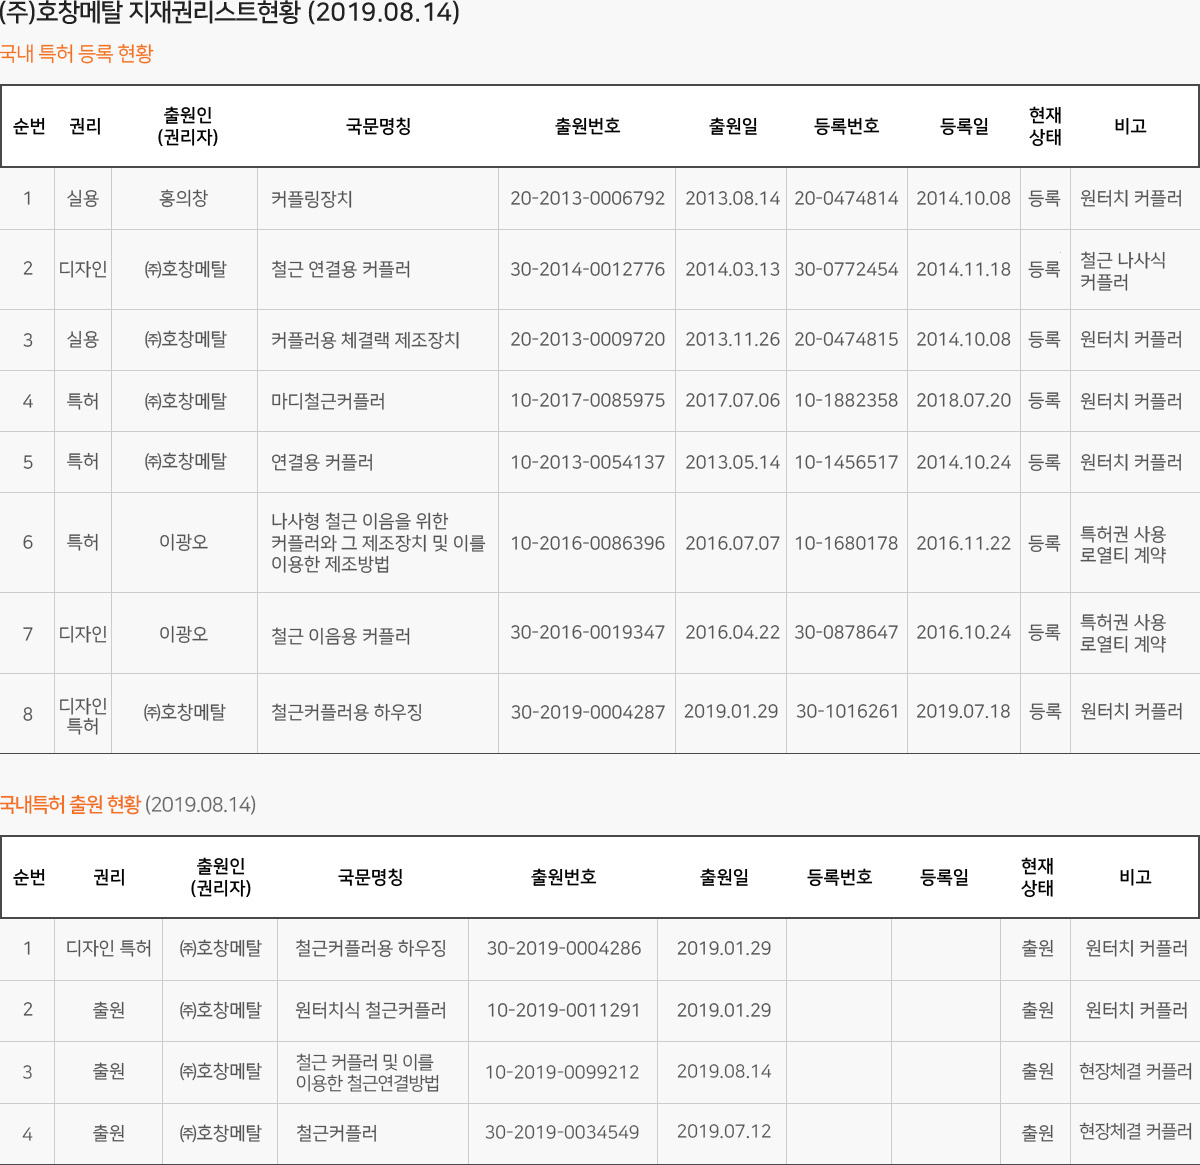 (주)호창메탈 지재권리스트현황 (2019.08.14)
국내 특허 등록 현황
순번 권리 출원인 (권리자) 국문명칭 출원번호 출원일 등록번호 등록일 현재 상태 비고
1 실용 홍의창 커플링장치 20-2013-0006792 2013.08.14 20-0474814 2014.10.08 등록 원터치 커플러
2 디자인 ㈜호창메탈 철근 연결용 커플러 30-2014-0012776 2014.03.13 30-0772454 2014.11.18 등록 철근 나사식
커플러
3 실용 ㈜호창메탈 커플러용 체결랙 제조장치 20-2013-0009720 2013.11.26 20-0474815 2014.10.08 등록 원터치 커플러
4 특허 ㈜호창메탈 마디철근커플러 10-2017-0085975 2017.07.06 10-1882358 2018.07.20 등록 원터치 커플러
5 특허 ㈜호창메탈 연결용 커플러 10-2013-0054137 2013.05.14 10-1456517 2014.10.24 등록 원터치 커플러
6 특허 이광오 나사형 철근 이음을 위한
커플러와 그 제조장치 및 이를
이용한 제조방법 10-2016-0086396 2016.07.07 10-1680178 2016.11.22 등록 특허권 사용
로열티 계약
7 디자인 이광오 철근 이음용 커플러 30-2016-0019347 2016.04.22 30-0878647 2016.10.24 등록 특허권 사용
로열티 계약
8 디자인
특허 ㈜호창메탈 철근커플러용 하우징 30-2019-0004287 2019.01.29 30-1016261 2019.07.18 등록 원터치 커플러
국내특허 출원 현황 (2019.08.14)
순번 권리 출원인 (권리자) 국문명칭 출원번호 출원일 등록번호 등록일 현재 상태 비고
1 디자인 특허 ㈜호창메탈 철근커플러용 하우징 30-2019-0004286 2019.01.29 출원 원터치 커플러
2 출원 ㈜호창메탈 원터치식 철근커플러 10-2019-0011291 2019.01.29 출원 원터치 커플러
3 출원 ㈜호창메탈 철근 커플러 및 이를
이용한 철근연결방법 10-2019-0099212 2019.08.14 출원 현장체결 커플러
4 출원 ㈜호창메탈 철근커플러 30-2019-0034549 2019.07.12 출원 현장체결 커플러